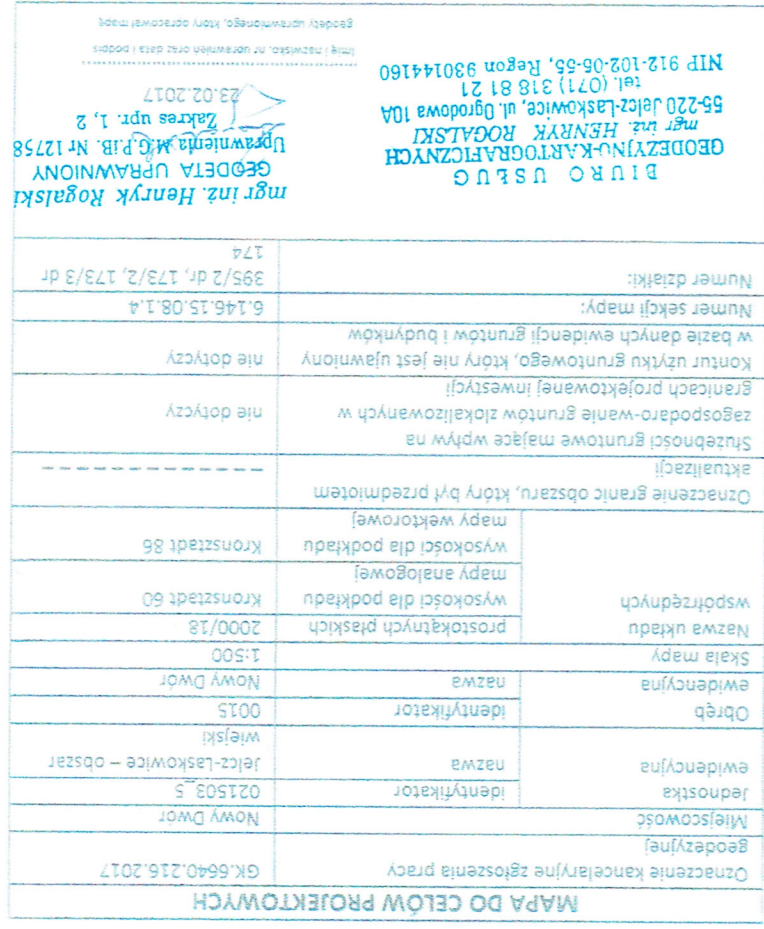 MAPA DO CELÓW PROJEKTOWYCH
Oznaczenie kancelaryjne zgłoszenia pracy geodezyjnej GK.6640.216.2017
Miejscowość Nowy Dwór
Jednostka ewidencyjna
identyfikator 021503_5
nazwa Jelcz-Laskowice – obszar wiejski
Obręb ewidencyjna
identyfikator 0015
nazwa Nowy Dwór
Skala mapy 1:500
Nazwa układu współrzędnych
prostokątnych płaskich 2000/18
wysokości dla podkładu mapy analogowej Kronsztadt 60
wysokości dla podkładu mapy wektorowej Kronsztadt 86
Oznaczenie granic obszaru, który był przedmiotem aktualizacji – – – – – – – – – – – –
Służebności gruntowe mające wpływ na zagospodaro-wanie gruntów zlokalizowanych w granicach projektowanej inwestycji nie dotyczy
Kontur użytku gruntowego, który nie jest ujawniony w bazie danych ewidencji gruntów i budynków nie dotyczy
Numer sekcji mapy: 6.146.15.08.1.4
Numer działki: 395/2 dr, 173/2, 173/3 dr
174
BIURO USŁUG
GEODEZYJNO-KARTOGRAFICZNYCH
mgr inż. HENRYK ROGALSKI
55-220 Jelcz-Laskowice, ul. Ogrodowa 10A
tel. (071) 318 81 21
NIP 912-102-06-55, Regon 930144160
mgr inż. Henryk Rogalski
GEODETA UPRAWNIONY
Uprawnienia M.G.P.iB. Nr 12758
Zakres upr. 1, 2
23.02.2017
Imię i nazwisko, nr uprawnień oraz data i podpis
geodety uprawnionego, który opracował mapę